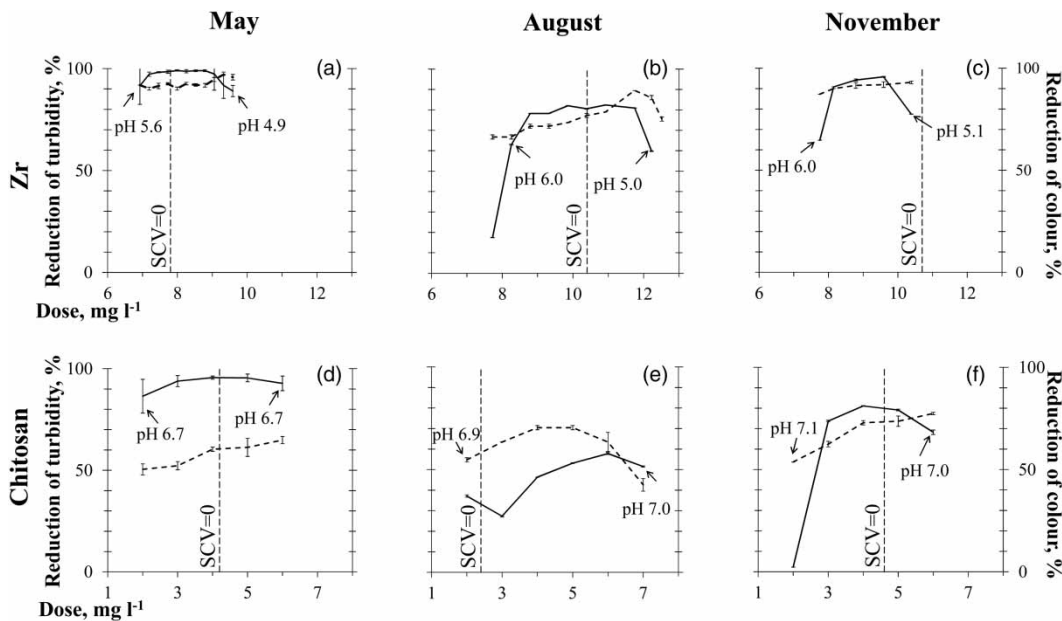 May
August
November
Zr
Reduction of turbidity, %
100
50
0
(a)
pH 5.6
pH 4.9
SCV=0
6 8 10 12
Dose, mg l⁻¹
(b)
pH 6.0
pH 5.0
SCV=0
6 8 10 12
(c)
pH 6.0
pH 5.1
SCV=0
6 8 10 12
100
50
0
Reduction of colour, %
Chitosan
Reduction of turbidity, %
100
50
0
(d)
pH 6.7
pH 6.7
SCV=0
1 3 5 7
Dose, mg l⁻¹
(e)
pH 6.9
pH 7.0
SCV=0
1 3 5 7
(f)
pH 7.1
pH 7.0
SCV=0
1 3 5 7
100
50
0
Reduction of colour, %